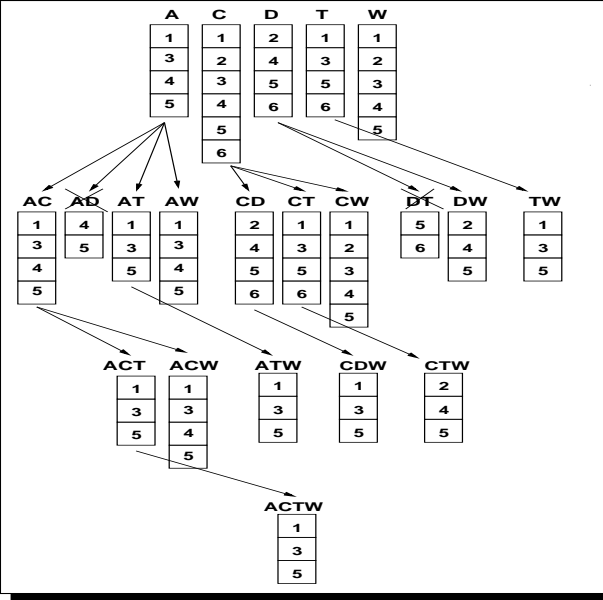 A C D T W
1 1 2 1 1
3 2 4 3 2
4 3 5 5 3
5 4 6 6 4
5 5
6
AC AD AT AW CD CT CW DT DW TW
1 4 1 1 2 1 1 5 2 1
3 5 3 3 4 3 2 6 4 3
4 5 4 5 5 3 5 5
5 5 6 6 4
5
ACT ACW ATW CDW CTW
1 1 1 1 2
3 3 3 3 4
5 4 5 5 5
5
ACTW
1
3
5